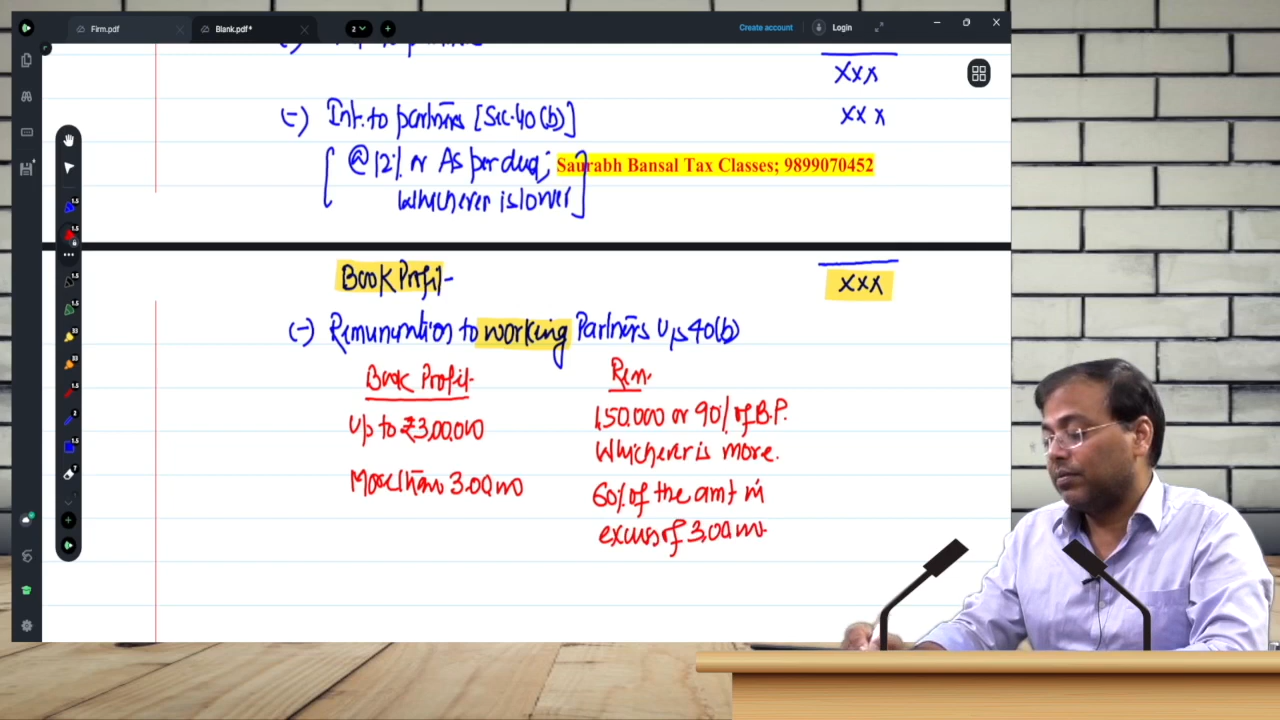 Firm.pdf
Blank.pdf*
2
Create account
Login
xxx
(-) Int. to partners [Sec. 40(b)]
xxx
@12% or As per deed;
Saurabh Bansal Tax Classes; 9899070452
whichever is lower
Book Profit-
xxx
(-) Remuneration to working Partners U/s 40(b)
Book Profit
Rem.
Up to ₹3,00,000
1,50,000 or 90% of B.P.
Whichever is more.
More than 3,00,000
60% of the amt in
excess of 3,00,000